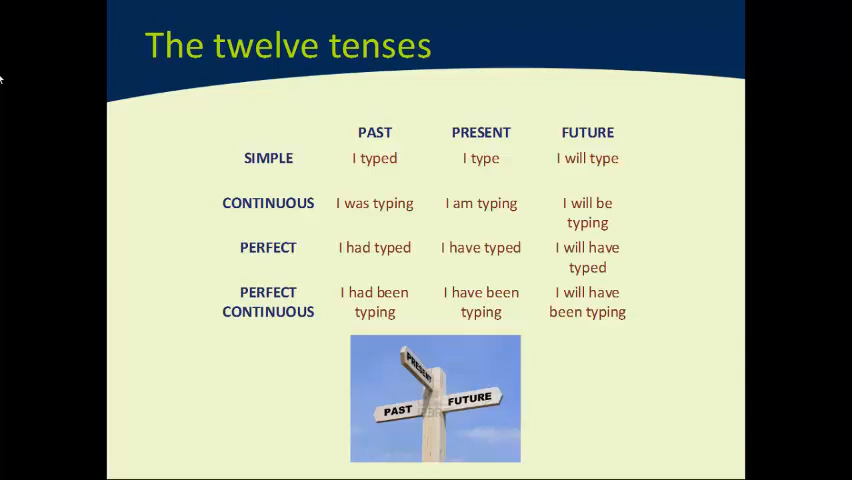 The twelve tenses
PAST PRESENT FUTURE
SIMPLE I typed I type I will type
CONTINUOUS I was typing I am typing I will be
typing
PERFECT I had typed I have typed I will have
typed
PERFECT I had been I have been I will have
CONTINUOUS typing typing been typing
PRESENT
PAST FUTURE